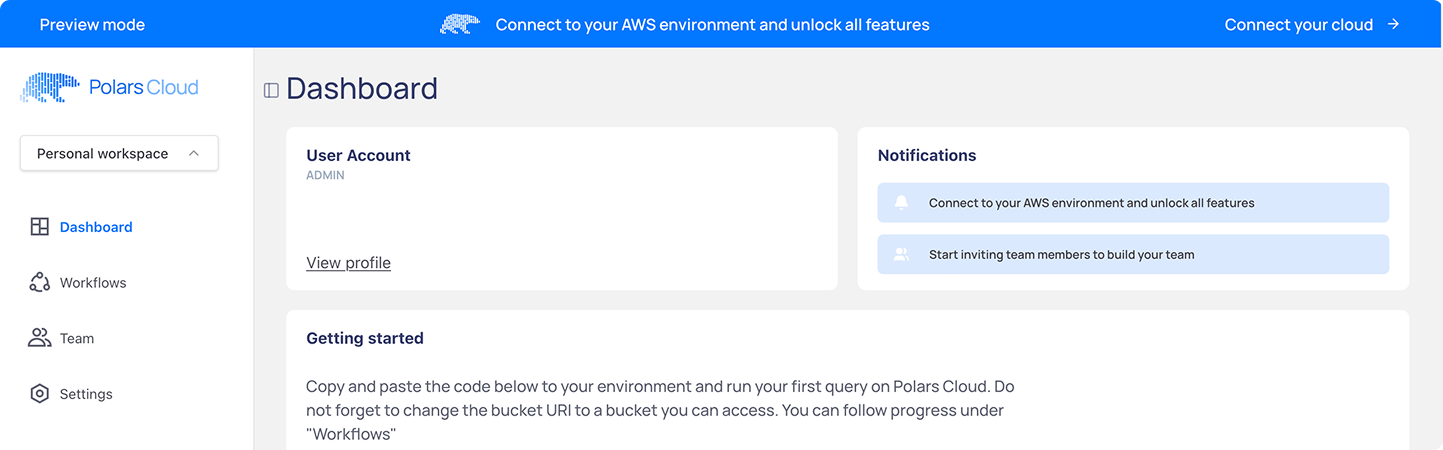 Preview mode
Connect to your AWS environment and unlock all features
Connect your cloud →
Polars Cloud
Personal workspace
Dashboard
Workflows
Team
Settings
Dashboard
User Account
ADMIN
View profile
Notifications
Connect to your AWS environment and unlock all features
Start inviting team members to build your team
Getting started
Copy and paste the code below to your environment and run your first query on Polars Cloud. Do
not forget to change the bucket URI to a bucket you can access. You can follow progress under
"Workflows"